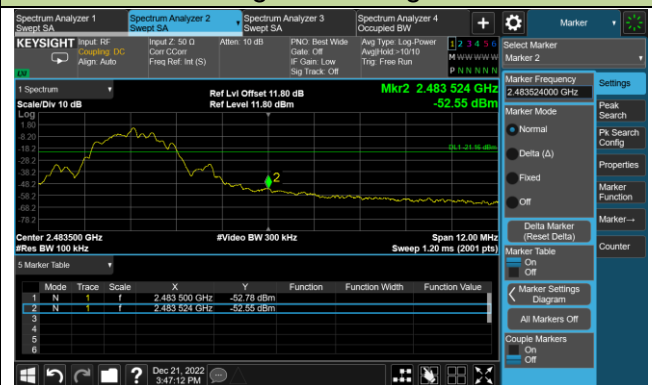 Spectrum Analyzer 1
Swept SA
Spectrum Analyzer 2
Swept SA
Spectrum Analyzer 3
Swept SA
Spectrum Analyzer 4
Occupied BW
Marker
KEYSIGHT
Input: RF
Coupling: DC
Align: Auto
Input Z: 50 Ω
Corr CCorr
Freq Ref: Int (S)
Atten: 10 dB
PNO: Best Wide
Gate: Off
IF Gain: Low
Sig Track: Off
Avg Type: Log-Power
Avg|Hold:>10/10
Trig: Free Run
1 2 3 4 5 6
M W W W W W
P N N N N N
LXI
Select Marker
Marker 2
1 Spectrum
Scale/Div 10 dB
Ref Lvl Offset 11.80 dB
Ref Level 11.80 dBm
Mkr2 2.483 524 GHz
-52.55 dBm
Log
1.80
-8.20
-18.2
-28.2
-38.2
-48.2
-58.2
-68.2
-78.2
DL1 -21.16 dBm
2
Center 2.483500 GHz
#Res BW 100 kHz
#Video BW 300 kHz
Span 12.00 MHz
Sweep 1.20 ms (2001 pts)
5 Marker Table
Mode Trace Scale X Y Function Function Width Function Value
1 N 1 f 2.483 500 GHz -52.78 dBm
2 N 1 f 2.483 524 GHz -52.55 dBm
3
4
5
6
Marker Frequency
2.483524000 GHz
Marker Mode
Normal
Delta (Δ)
Fixed
Off
Delta Marker
(Reset Delta)
Marker Table
On
Off
Marker Settings
Diagram
All Markers Off
Couple Markers
On
Off
Settings
Peak
Search
Pk Search
Config
Properties
Marker
Function
Marker→
Counter
Dec 21, 2022
3:47:12 PM